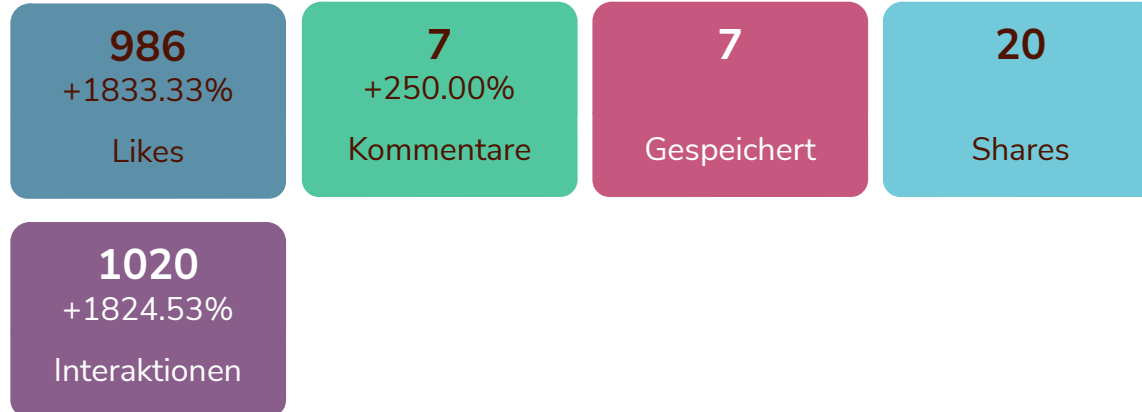 986
+1833.33%
Likes
7
+250.00%
Kommentare
7
Gespeichert
20
Shares
1020
+1824.53%
Interaktionen